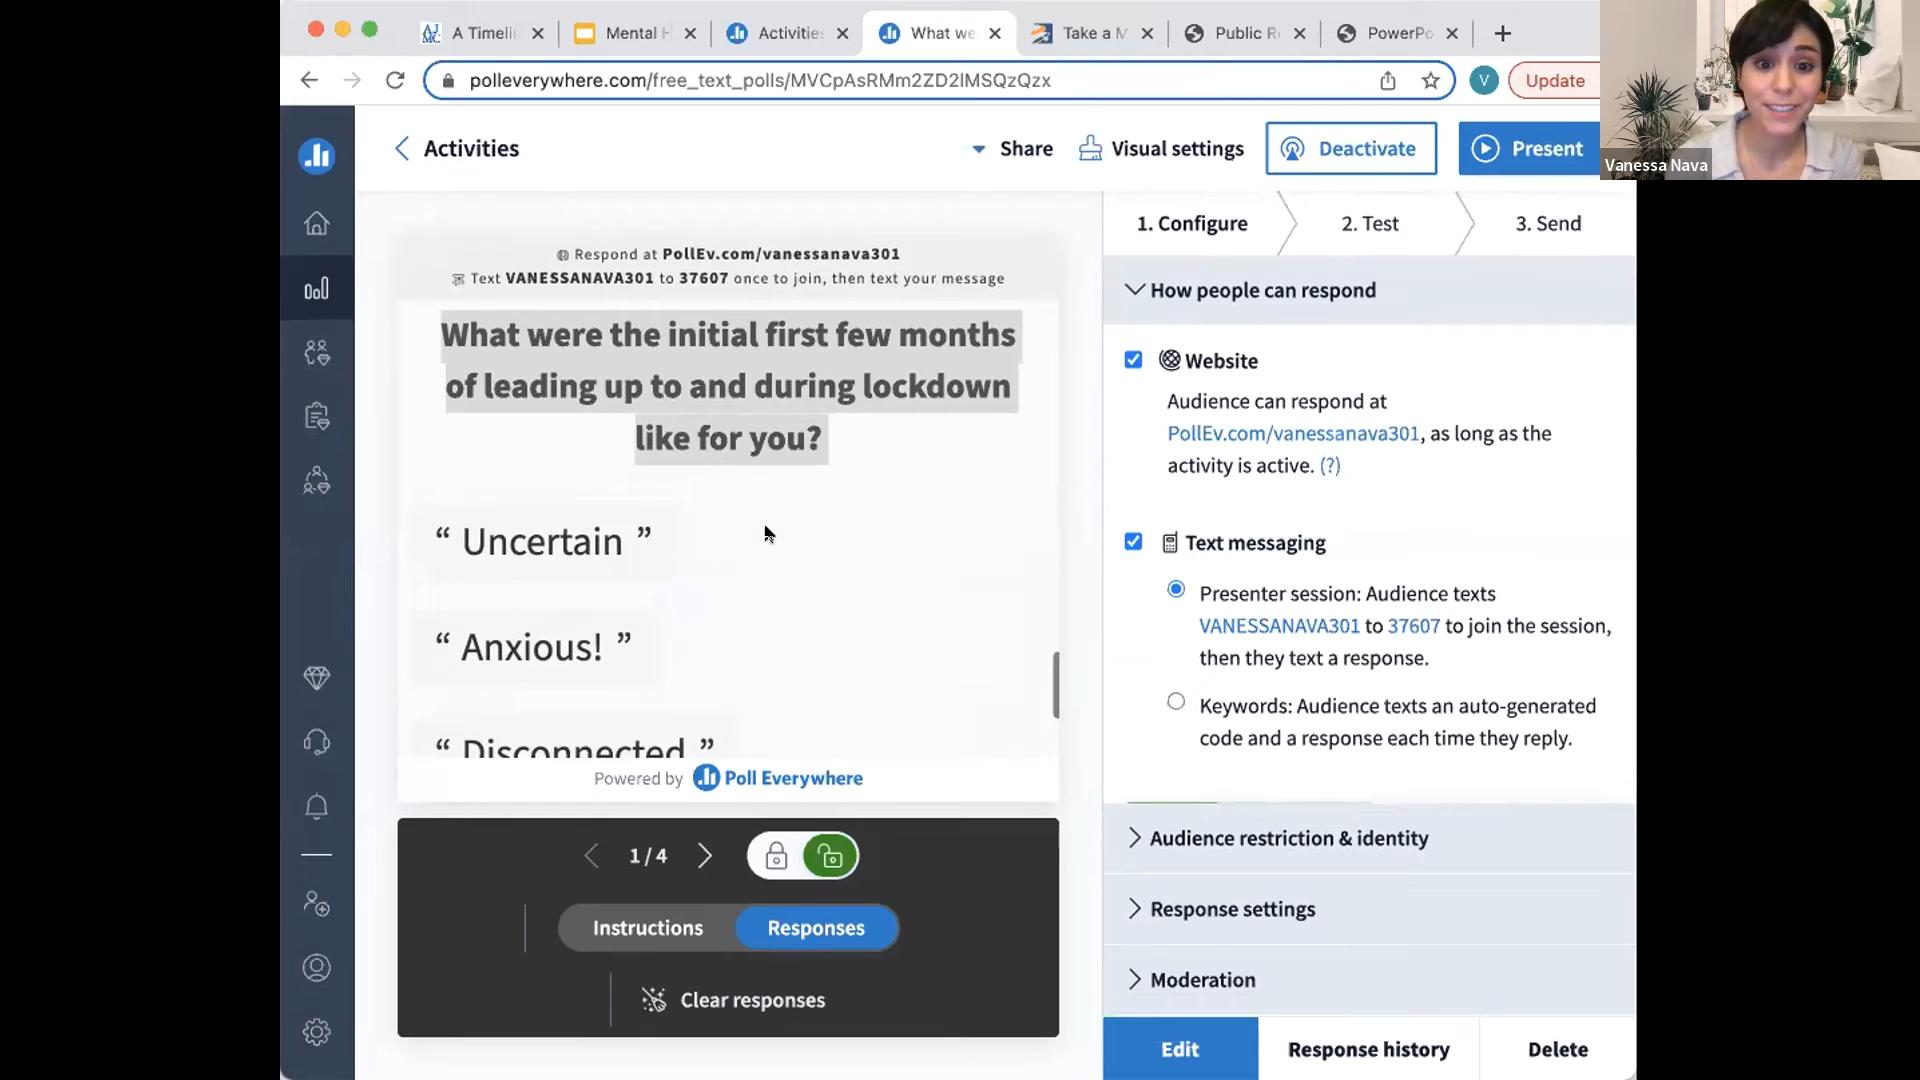 A Timeli
Mental H
Activitie
What we
Take a M
Public R
PowerPo
polleverywhere.com/free_text_polls/MVCpAsRMm2ZD2lMSQzQzx
V
Update
Vanessa Nava
Activities
Share
Visual settings
Deactivate
Present
1. Configure
2. Test
3. Send
Respond at PollEv.com/vanessanava301
Text VANESSANAVA301 to 37607 once to join, then text your message
What were the initial first few months
of leading up to and during lockdown
like for you?
“ Uncertain ”
“ Anxious! ”
“ Disconnected ”
Powered by Poll Everywhere
1 / 4
Instructions
Responses
Clear responses
How people can respond
Website
Audience can respond at
PollEv.com/vanessanava301, as long as the
activity is active. (?)
Text messaging
Presenter session: Audience texts
VANESSANAVA301 to 37607 to join the session,
then they text a response.
Keywords: Audience texts an auto-generated
code and a response each time they reply.
Audience restriction & identity
Response settings
Moderation
Edit
Response history
Delete